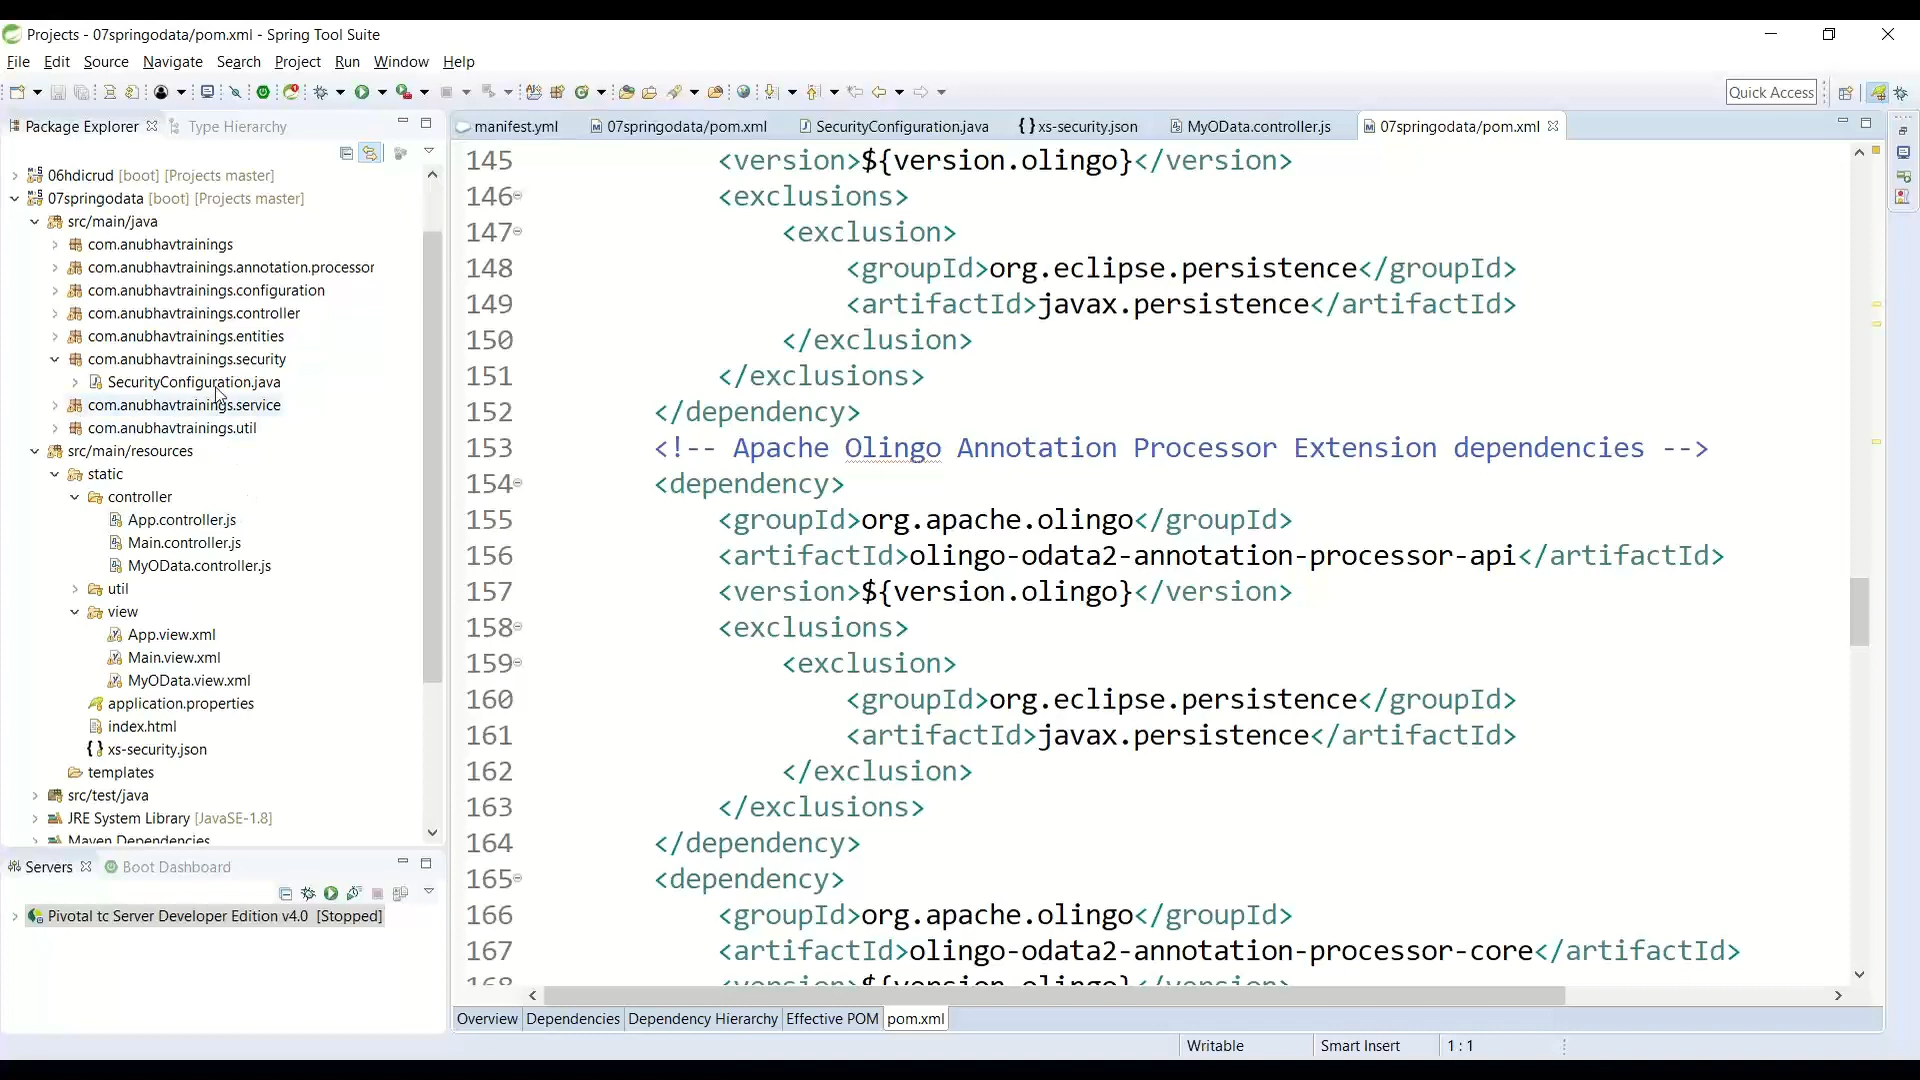 Projects - 07springodata/pom.xml - Spring Tool Suite
File Edit Source Navigate Search Project Run Window Help
Quick Access
Package Explorer Type Hierarchy
06hdicrud [boot] [Projects master]
07springodata [boot] [Projects master]
src/main/java
com.anubhavtrainings
com.anubhavtrainings.annotation.processor
com.anubhavtrainings.configuration
com.anubhavtrainings.controller
com.anubhavtrainings.entities
com.anubhavtrainings.security
SecurityConfiguration.java
com.anubhavtrainings.service
com.anubhavtrainings.util
src/main/resources
static
controller
App.controller.js
Main.controller.js
MyOData.controller.js
util
view
App.view.xml
Main.view.xml
MyOData.view.xml
application.properties
index.html
xs-security.json
templates
src/test/java
JRE System Library [JavaSE-1.8]
Maven Dependencies
Servers Boot Dashboard
Pivotal tc Server Developer Edition v4.0 [Stopped]
manifest.yml 07springodata/pom.xml SecurityConfiguration.java xs-security.json MyOData.controller.js 07springodata/pom.xml
145 <version>${version.olingo}</version>
146 <exclusions>
147 <exclusion>
148 <groupId>org.eclipse.persistence</groupId>
149 <artifactId>javax.persistence</artifactId>
150 </exclusion>
151 </exclusions>
152 </dependency>
153 <!-- Apache Olingo Annotation Processor Extension dependencies -->
154 <dependency>
155 <groupId>org.apache.olingo</groupId>
156 <artifactId>olingo-odata2-annotation-processor-api</artifactId>
157 <version>${version.olingo}</version>
158 <exclusions>
159 <exclusion>
160 <groupId>org.eclipse.persistence</groupId>
161 <artifactId>javax.persistence</artifactId>
162 </exclusion>
163 </exclusions>
164 </dependency>
165 <dependency>
166 <groupId>org.apache.olingo</groupId>
167 <artifactId>olingo-odata2-annotation-processor-core</artifactId>
168 <version>${version.olingo}</version>
Overview Dependencies Dependency Hierarchy Effective POM pom.xml
Writable Smart Insert 1 : 1